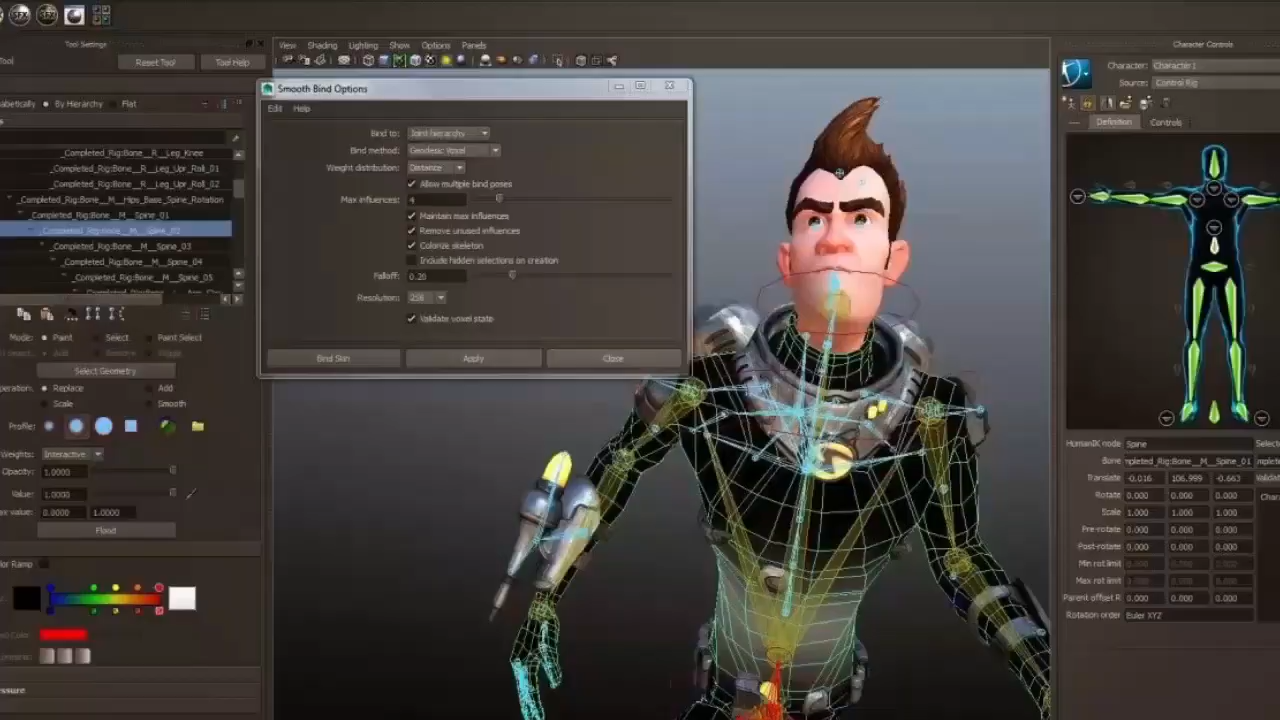 Tool Settings
Tool
Reset Tool
Tool Help
By Hierarchy
Flat
_Completed_Rig:Bone__R__Leg_Knee
_Completed_Rig:Bone__R__Leg_Upr_Roll_01
_Completed_Rig:Bone__R__Leg_Upr_Roll_02
_Completed_Rig:Bone__M__Hips_Base_Spine_Rotation
_Completed_Rig:Bone__M__Spine_01
_Completed_Rig:Bone__M__Spine_02
_Completed_Rig:Bone__M__Spine_03
_Completed_Rig:Bone__M__Spine_04
_Completed_Rig:Bone__M__Spine_05
Mode:
Paint
Select
Paint Select
Select Geometry
Replace
Add
Scale
Smooth
Profile:
Weights:
Interactive
Opacity:
1.0000
Value:
1.0000
0.0000
1.0000
Flood
View
Shading
Lighting
Show
Options
Panels
Smooth Bind Options
Edit
Help
Bind to:
Joint hierarchy
Bind method:
Geodesic Voxel
Weight distribution:
Distance
Allow multiple bind poses
Max influences:
4
Maintain max influences
Remove unused influences
Colorize skeleton
Include hidden selections on creation
Falloff:
0.20
Resolution:
256
Validate voxel state
Bind Skin
Apply
Close
Character Controls
Character:
Character1
Source:
Control Rig
Definition
Controls
HumanIK node
Spine
Bone
mpleted_Rig:Bone__M__Spine_01
Translate
-0.016
106.999
-0.663
Rotate
0.000
0.000
0.000
Scale
1.000
1.000
1.000
Pre-rotate
0.000
0.000
0.000
Post-rotate
0.000
0.000
0.000
Min rot limit
Max rot limit
Parent offset R
0.000
0.000
0.000
Rotation order
Euler XYZ